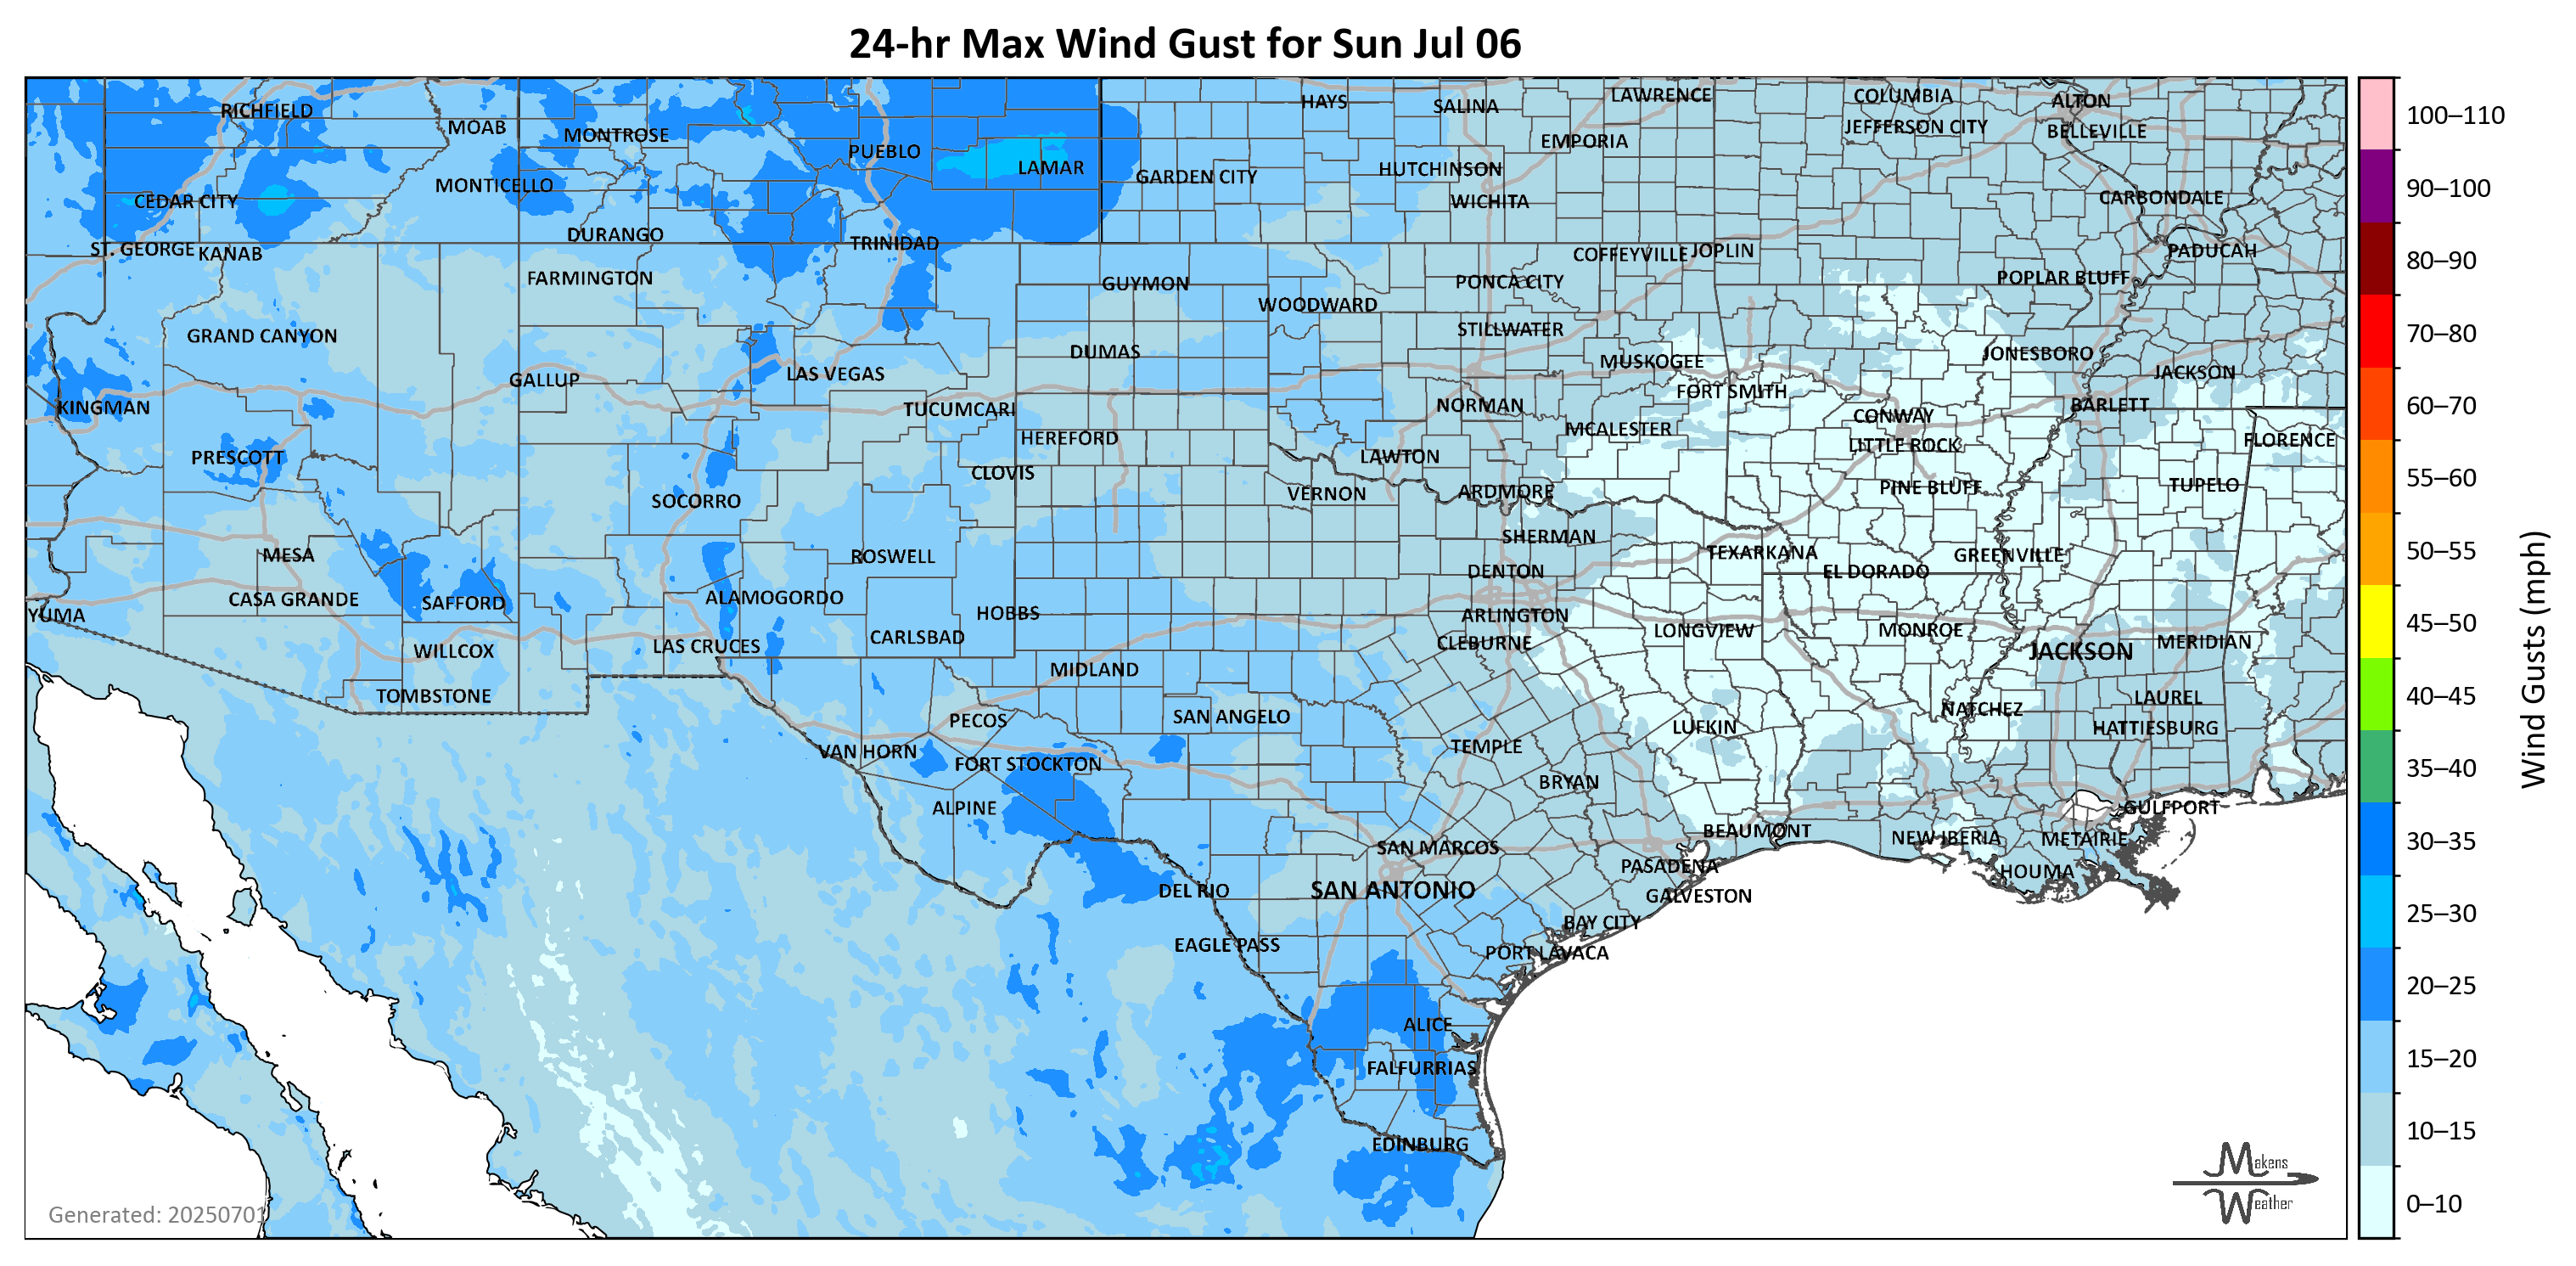 24-hr Max Wind Gust for Sun Jul 06
RICHFIELD
MOAB
MONTROSE
PUEBLO
LAMAR
HAYS
SALINA
LAWRENCE
COLUMBIA
ALTON
JEFFERSON CITY
BELLEVILLE
EMPORIA
GARDEN CITY
HUTCHINSON
MONTICELLO
CEDAR CITY
WICHITA
CARBONDALE
DURANGO
TRINIDAD
ST. GEORGE
KANAB
COFFEYVILLE
JOPLIN
PADUCAH
FARMINGTON
GUYMON
PONCA CITY
POPLAR BLUFF
WOODWARD
GRAND CANYON
STILLWATER
DUMAS
MUSKOGEE
JONESBORO
GALLUP
LAS VEGAS
JACKSON
FORT SMITH
KINGMAN
TUCUMCARI
NORMAN
CONWAY
BARLETT
MCALESTER
HEREFORD
LITTLE ROCK
FLORENCE
PRESCOTT
LAWTON
CLOVIS
SOCORRO
VERNON
ARDMORE
PINE BLUFF
TUPELO
MESA
ROSWELL
SHERMAN
TEXARKANA
GREENVILLE
DENTON
EL DORADO
CASA GRANDE
SAFFORD
ALAMOGORDO
YUMA
HOBBS
ARLINGTON
CARLSBAD
LAS CRUCES
CLEBURNE
LONGVIEW
MONROE
WILLCOX
JACKSON
MERIDIAN
MIDLAND
TOMBSTONE
LAUREL
PECOS
SAN ANGELO
NATCHEZ
LUFKIN
HATTIESBURG
VAN HORN
TEMPLE
FORT STOCKTON
BRYAN
ALPINE
GULFPORT
BEAUMONT
NEW IBERIA
METAIRIE
SAN MARCOS
PASADENA
HOUMA
DEL RIO
SAN ANTONIO
GALVESTON
BAY CITY
EAGLE PASS
PORT LAVACA
ALICE
FALFURRIAS
EDINBURG
Generated: 20250701
Makens
Weather
100–110
90–100
80–90
70–80
60–70
55–60
50–55
45–50
40–45
35–40
30–35
25–30
20–25
15–20
10–15
0–10
Wind Gusts (mph)